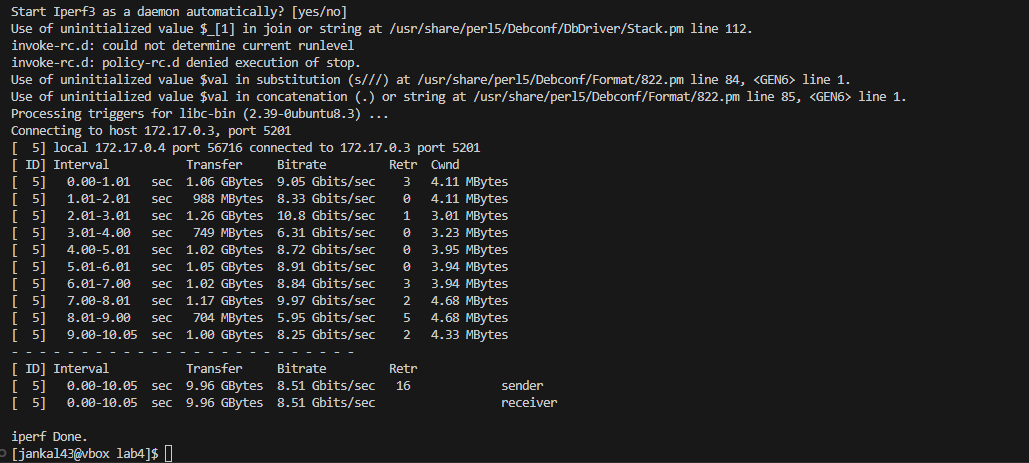 Start Iperf3 as a daemon automatically? [yes/no]
Use of uninitialized value $_[1] in join or string at /usr/share/perl5/Debconf/DbDriver/Stack.pm line 112.
invoke-rc.d: could not determine current runlevel
invoke-rc.d: policy-rc.d denied execution of stop.
Use of uninitialized value $val in substitution (s///) at /usr/share/perl5/Debconf/Format/822.pm line 84, <GEN6> line 1.
Use of uninitialized value $val in concatenation (.) or string at /usr/share/perl5/Debconf/Format/822.pm line 85, <GEN6> line 1.
Processing triggers for libc-bin (2.39-0ubuntu8.3) ...
Connecting to host 172.17.0.3, port 5201
[  5] local 172.17.0.4 port 56716 connected to 172.17.0.3 port 5201
[ ID] Interval           Transfer     Bitrate         Retr  Cwnd
[  5]   0.00-1.01   sec  1.06 GBytes  9.05 Gbits/sec    3   4.11 MBytes
[  5]   1.01-2.01   sec   988 MBytes  8.33 Gbits/sec    0   4.11 MBytes
[  5]   2.01-3.01   sec  1.26 GBytes  10.8 Gbits/sec    1   3.01 MBytes
[  5]   3.01-4.00   sec   749 MBytes  6.31 Gbits/sec    0   3.23 MBytes
[  5]   4.00-5.01   sec  1.02 GBytes  8.72 Gbits/sec    0   3.95 MBytes
[  5]   5.01-6.01   sec  1.05 GBytes  8.91 Gbits/sec    0   3.94 MBytes
[  5]   6.01-7.00   sec  1.02 GBytes  8.84 Gbits/sec    3   3.94 MBytes
[  5]   7.00-8.01   sec  1.17 GBytes  9.97 Gbits/sec    2   4.68 MBytes
[  5]   8.01-9.00   sec   704 MBytes  5.95 Gbits/sec    5   4.68 MBytes
[  5]   9.00-10.05  sec  1.00 GBytes  8.25 Gbits/sec    2   4.33 MBytes
- - - - - - - - - - - - - - - - - - - - - - - - -
[ ID] Interval           Transfer     Bitrate         Retr
[  5]   0.00-10.05  sec  9.96 GBytes  8.51 Gbits/sec   16             sender
[  5]   0.00-10.05  sec  9.96 GBytes  8.51 Gbits/sec                  receiver
iperf Done.
[jankal43@vbox lab4]$